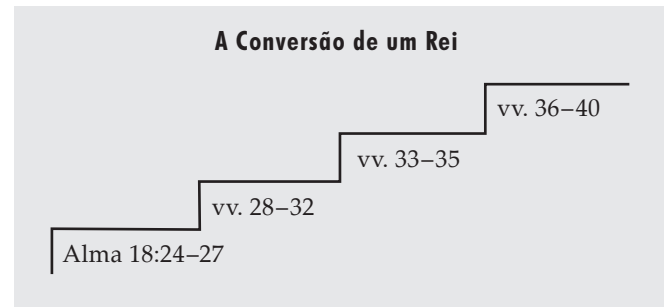 A Conversão de um Rei
vv. 36–40
vv. 33–35
vv. 28–32
Alma 18:24–27